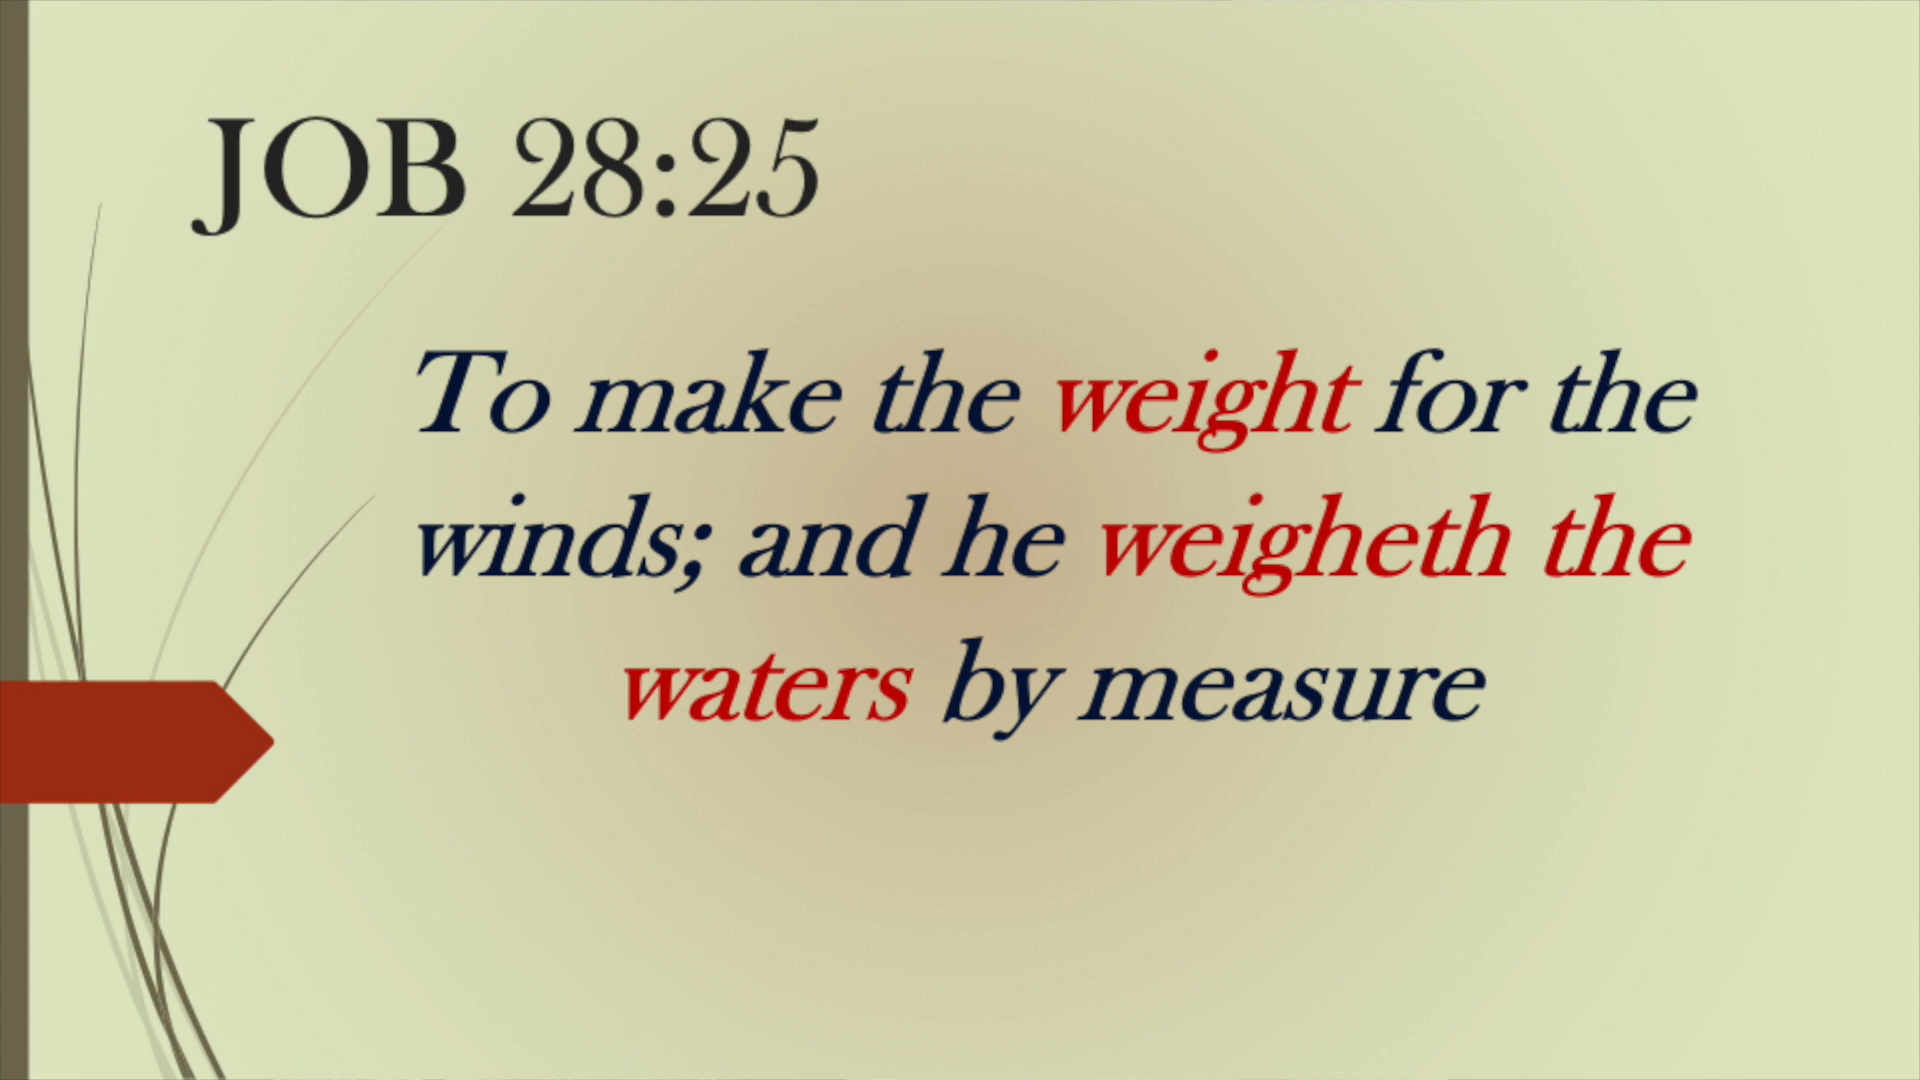 JOB 28:25
To make the weight for the
winds; and he weigheth the
waters by measure